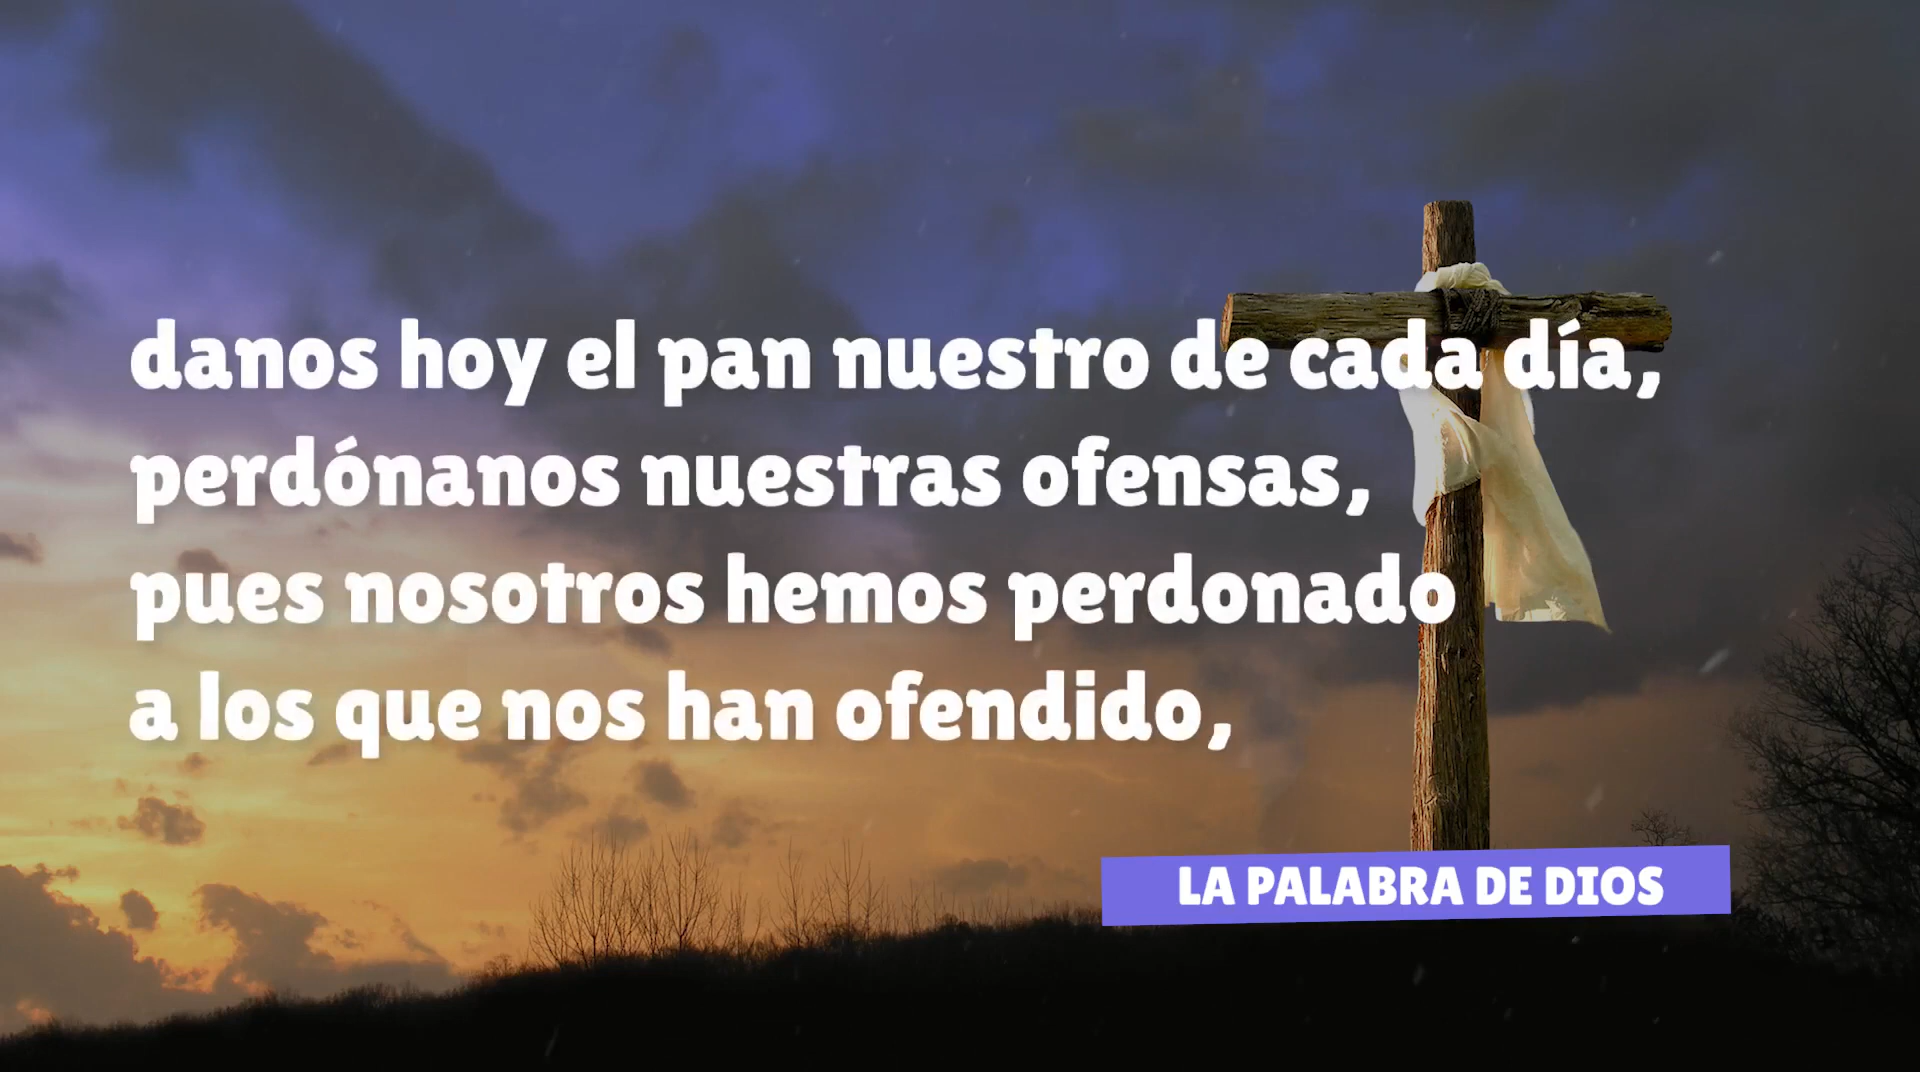 danos hoy el pan nuestro de cada día,
perdónanos nuestras ofensas,
pues nosotros hemos perdonado
a los que nos han ofendido,
LA PALABRA DE DIOS